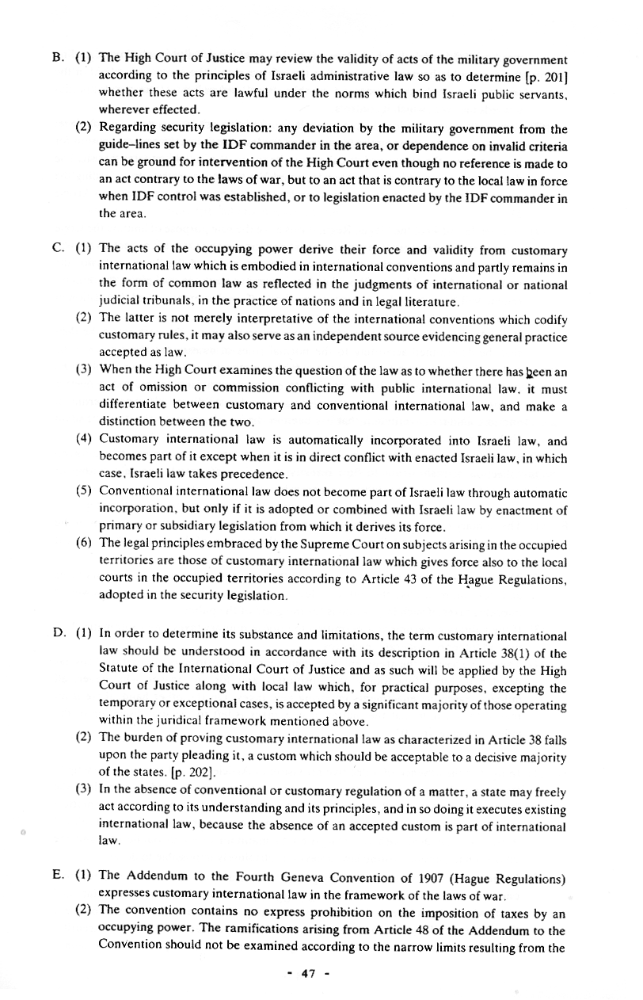 B. (1) The High Court of Justice may review the validity of acts of the military government
according to the principles of Israeli administrative law so as to determine [p. 201]
whether these acts are lawful under the norms which bind Israeli public servants,
wherever effected.
(2) Regarding security legislation: any deviation by the military government from the
guide–lines set by the IDF commander in the area, or dependence on invalid criteria
can be ground for intervention of the High Court even though no reference is made to
an act contrary to the laws of war, but to an act that is contrary to the local law in force
when IDF control was established, or to legislation enacted by the IDF commander in
the area.
C. (1) The acts of the occupying power derive their force and validity from customary
international law which is embodied in international conventions and partly remains in
the form of common law as reflected in the judgments of international or national
judicial tribunals, in the practice of nations and in legal literature.
(2) The latter is not merely interpretative of the international conventions which codify
customary rules, it may also serve as an independent source evidencing general practice
accepted as law.
(3) When the High Court examines the question of the law as to whether there has been an
act of omission or commission conflicting with public international law, it must
differentiate between customary and conventional international law, and make a
distinction between the two.
(4) Customary international law is automatically incorporated into Israeli law, and
becomes part of it except when it is in direct conflict with enacted Israeli law, in which
case, Israeli law takes precedence.
(5) Conventional international law does not become part of Israeli law through automatic
incorporation, but only if it is adopted or combined with Israeli law by enactment of
primary or subsidiary legislation from which it derives its force.
(6) The legal principles embraced by the Supreme Court on subjects arising in the occupied
territories are those of customary international law which gives force also to the local
courts in the occupied territories according to Article 43 of the Hague Regulations,
adopted in the security legislation.
D. (1) In order to determine its substance and limitations, the term customary international
law should be understood in accordance with its description in Article 38(1) of the
Statute of the International Court of Justice and as such will be applied by the High
Court of Justice along with local law which, for practical purposes, excepting the
temporary or exceptional cases, is accepted by a significant majority of those operating
within the juridical framework mentioned above.
(2) The burden of proving customary international law as characterized in Article 38 falls
upon the party pleading it, a custom which should be acceptable to a decisive majority
of the states. [p. 202].
(3) In the absence of conventional or customary regulation of a matter, a state may freely
act according to its understanding and its principles, and in so doing it executes existing
international law, because the absence of an accepted custom is part of international
law.
E. (1) The Addendum to the Fourth Geneva Convention of 1907 (Hague Regulations)
expresses customary international law in the framework of the laws of war.
(2) The convention contains no express prohibition on the imposition of taxes by an
occupying power. The ramifications arising from Article 48 of the Addendum to the
Convention should not be examined according to the narrow limits resulting from the
- 47 -